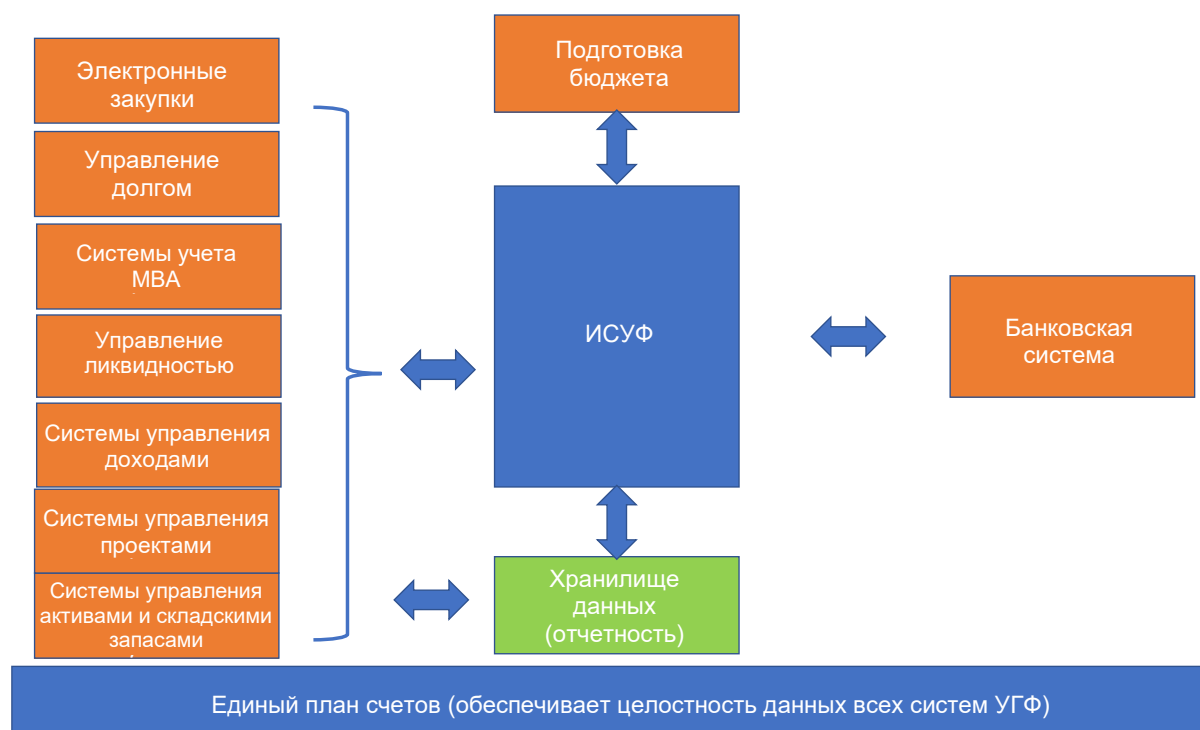 Электронные
закупки
Управление
долгом
Системы учета
МВА
Управление
ликвидностью
Системы управления
доходами
Системы управления
проектами
Системы управления
активами и складскими
запасами
Подготовка
бюджета
ИСУФ
Банковская
система
Хранилище
данных
(отчетность)
Единый план счетов (обеспечивает целостность данных всех систем УГФ)